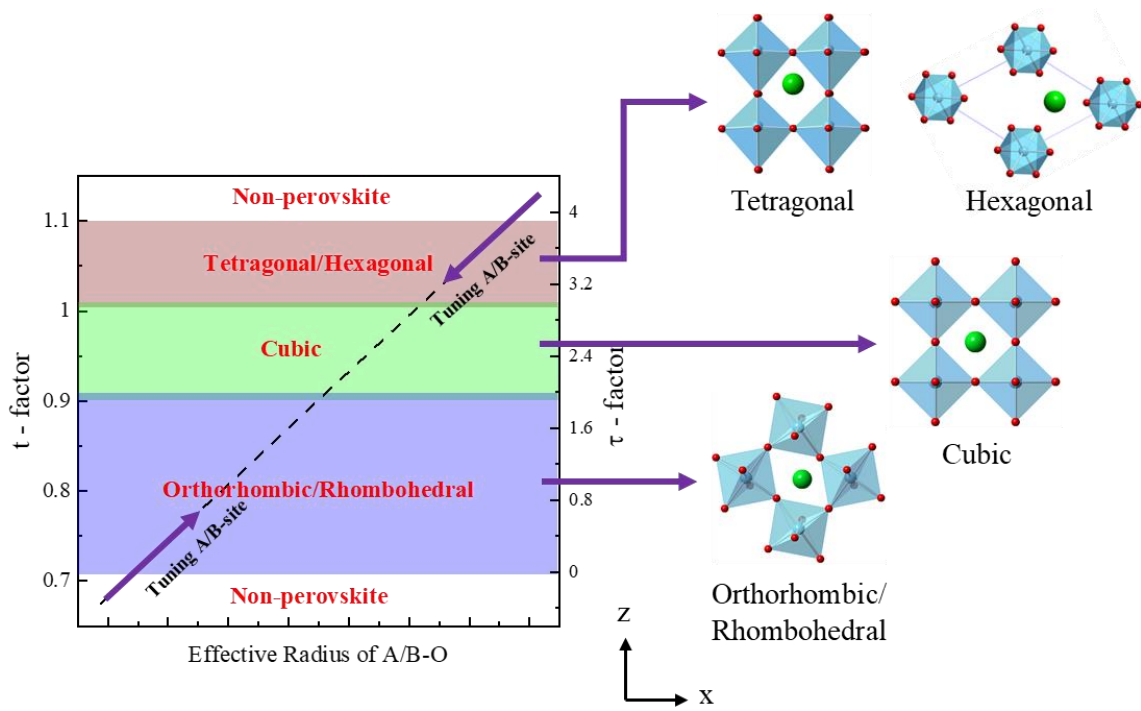 Tetragonal
Hexagonal
Non-perovskite
1.1
4
Tetragonal/Hexagonal
Tuning A/B-site
3.2
1
Cubic
2.4
t - factor
τ - factor
0.9
1.6
Cubic
Orthorhombic/Rhombohedral
0.8
0.8
Tuning A/B-site
0.7
0
Non-perovskite
Orthorhombic/
Rhombohedral
Effective Radius of A/B-O
z
x